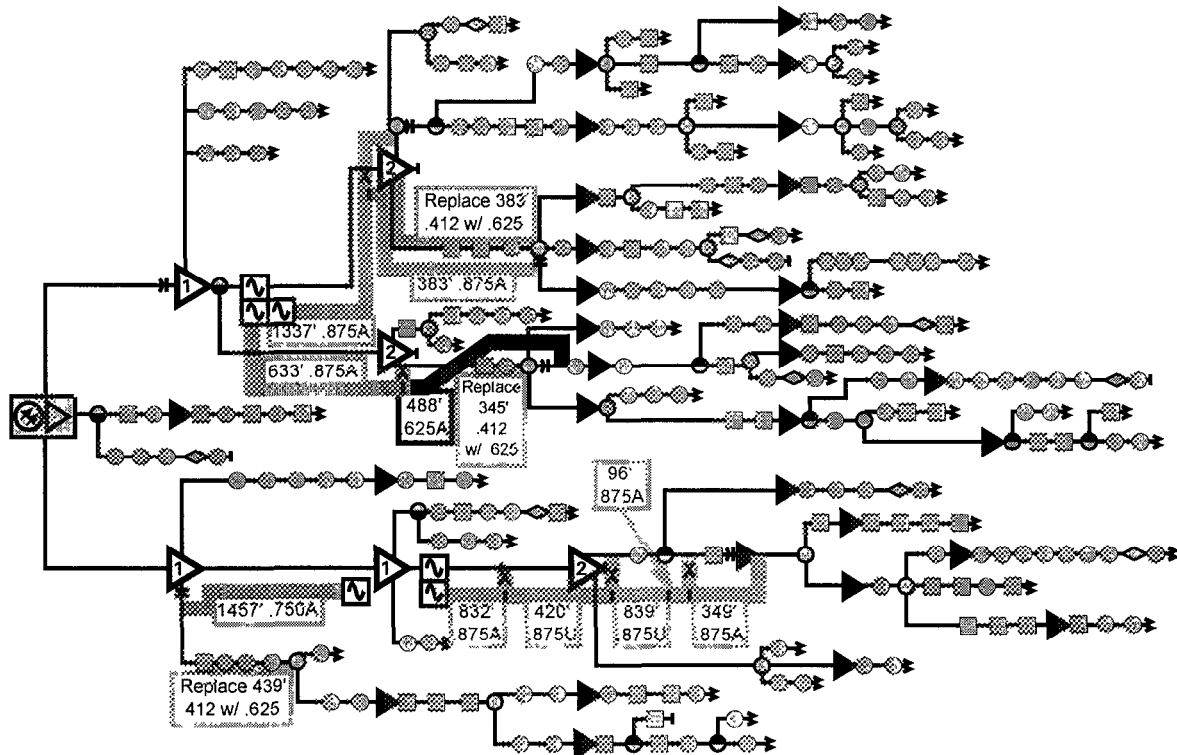 2
Replace 383'
.412 w/ .625
1
383' .875A
1337' .875A
2
633' .875A
488'
625A
Replace
345'
.412
w/ .625
96'
875A
1
1
2
1457' .750A
832'
875A
420'
875U
839'
875U
349'
875A
Replace 439'
412 w/ .625